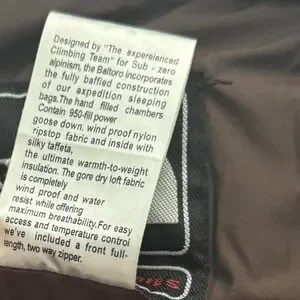 Designed by "The expereienced
Climbing Team" for Sub - zero
alpinism, the Baltoro incorporates
the fully baffled construction
of our expedition sleeping
bags.The hand filled chambers
Contain 950-fill power
goose down. wind proof nylon
ripstop fabric and inside with
silky taffeta,
the ultimate warmth-to-weight
insulation. The gore dry loft fabric
is completely
wind proof and water
resist while offering
maximum breathability.For easy
access and temperature control
we've included a front full-
length, two way zipper.